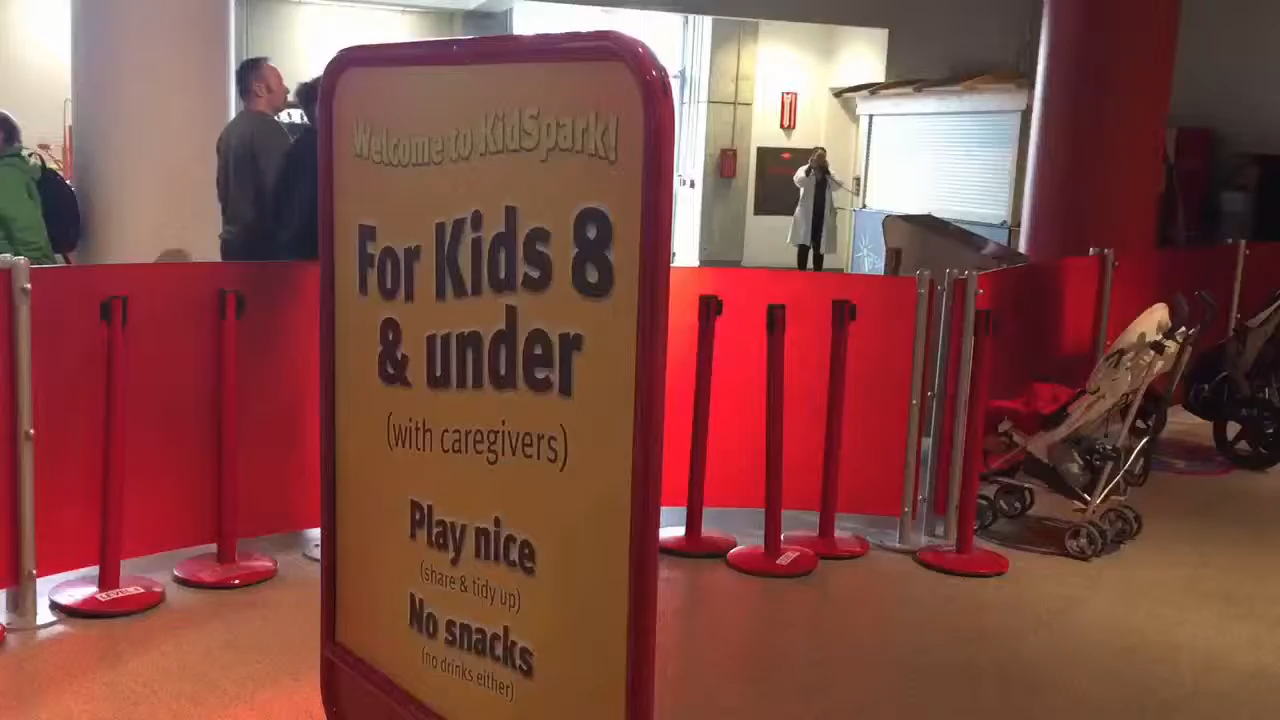 Welcome to KidSpark!
For Kids 8
& under
(with caregivers)
Play nice
(share & tidy up)
No snacks
(no drinks either)